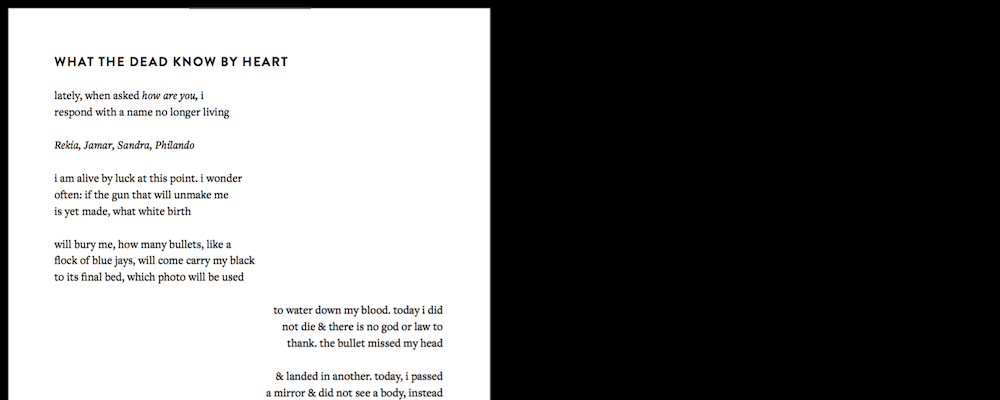 WHAT THE DEAD KNOW BY HEART
lately, when asked how are you, i
respond with a name no longer living
Rekia, Jamar, Sandra, Philando
i am alive by luck at this point. i wonder
often: if the gun that will unmake me
is yet made, what white birth
will bury me, how many bullets, like a
flock of blue jays, will come carry my black
to its final bed, which photo will be used
to water down my blood. today i did
not die & there is no god or law to
thank. the bullet missed my head
& landed in another. today, i passed
a mirror & did not see a body, instead